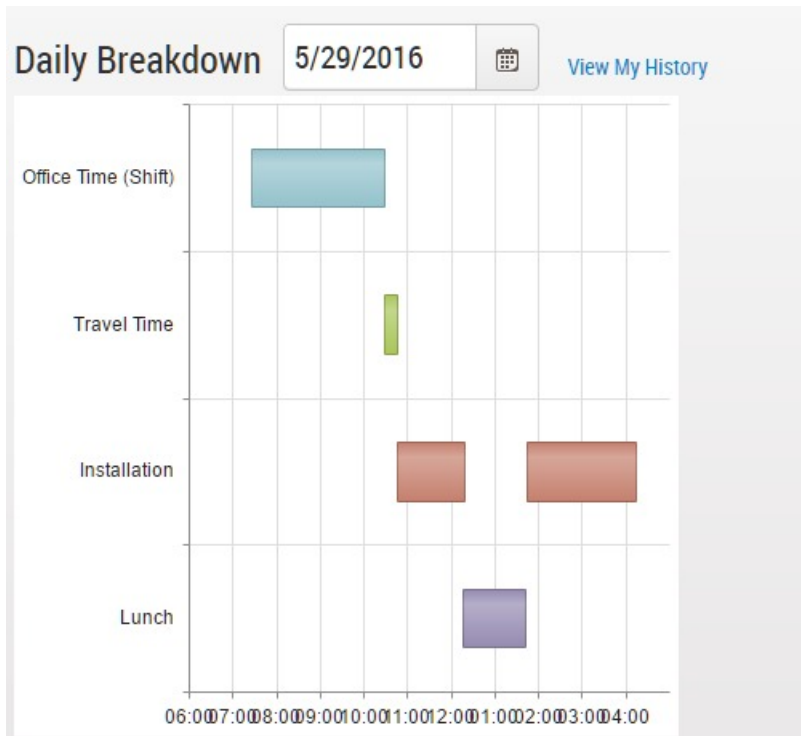 Daily Breakdown 5/29/2016 View My History
Office Time (Shift)
Travel Time
Installation
Lunch
06:00 07:00 08:00 09:00 10:00 11:00 12:00 01:00 02:00 03:00 04:00